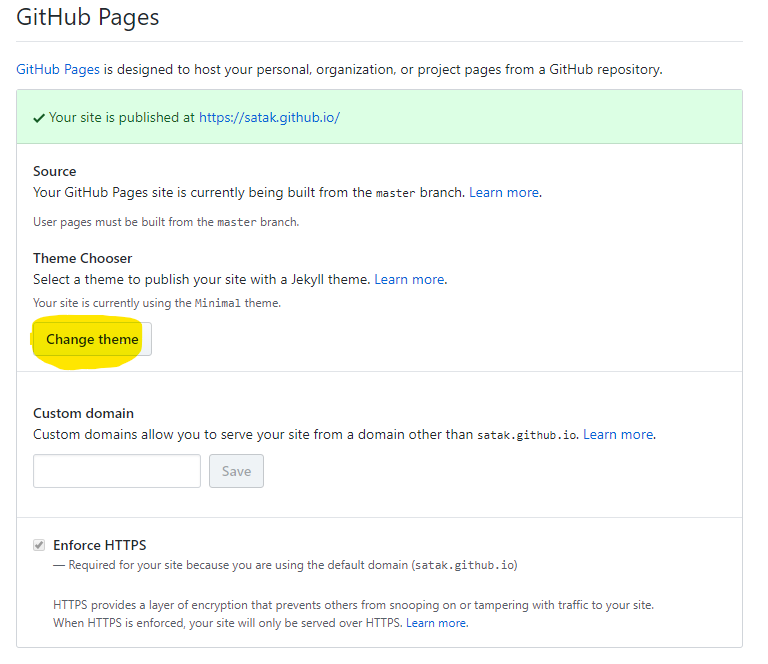 GitHub Pages
GitHub Pages is designed to host your personal, organization, or project pages from a GitHub repository.
Your site is published at https://satak.github.io/
Source
Your GitHub Pages site is currently being built from the master branch. Learn more.
User pages must be built from the master branch.
Theme Chooser
Select a theme to publish your site with a Jekyll theme. Learn more.
Your site is currently using the Minimal theme.
Change theme
Custom domain
Custom domains allow you to serve your site from a domain other than satak.github.io. Learn more.
Save
Enforce HTTPS
— Required for your site because you are using the default domain (satak.github.io)
HTTPS provides a layer of encryption that prevents others from snooping on or tampering with traffic to your site.
When HTTPS is enforced, your site will only be served over HTTPS. Learn more.